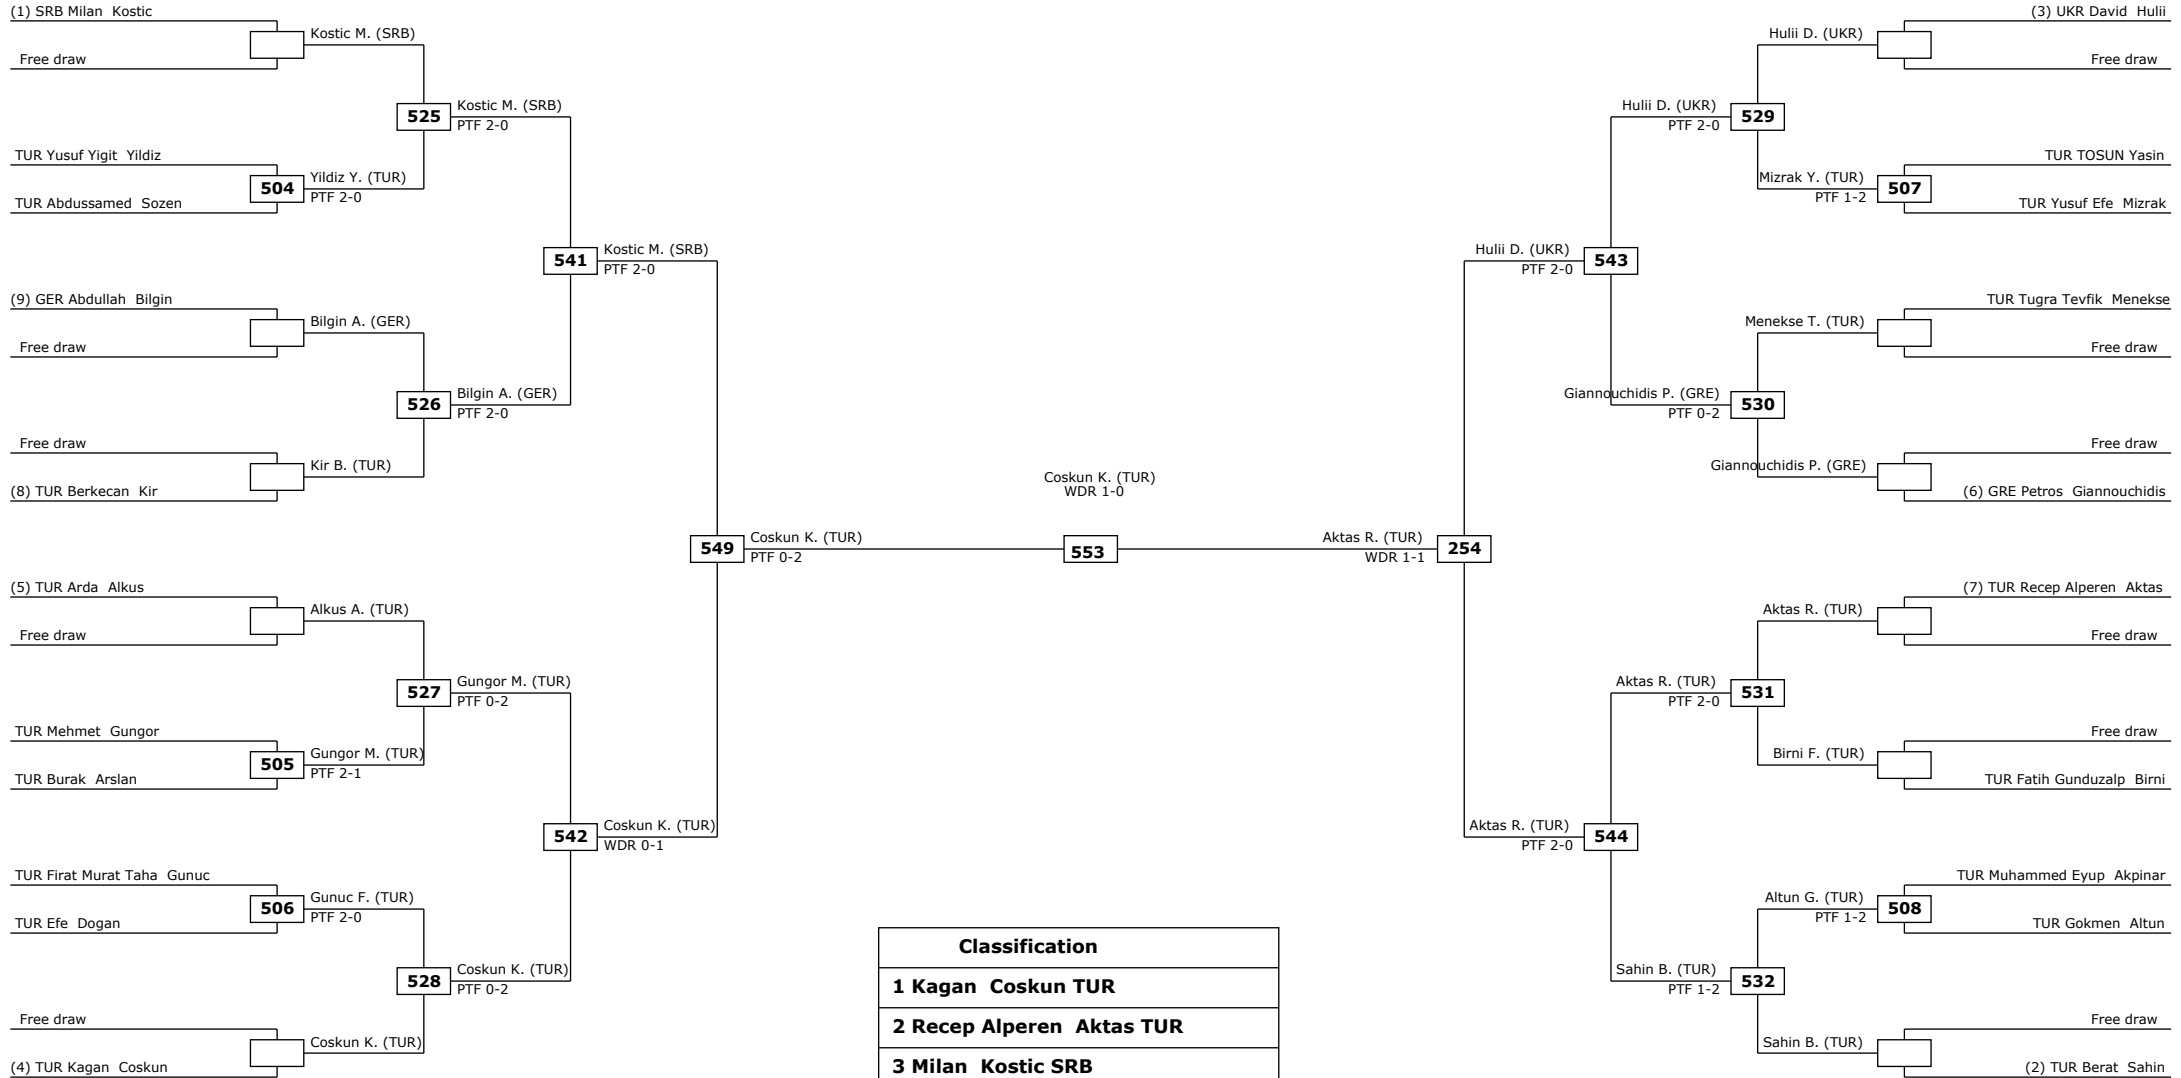 (1) SRB Milan Kostic
Free draw
Kostic M. (SRB)
525
Kostic M. (SRB)
PTF 2-0
TUR Yusuf Yigit Yildiz
504
Yildiz Y. (TUR)
PTF 2-0
TUR Abdussamed Sozen
541
Kostic M. (SRB)
PTF 2-0
(9) GER Abdullah Bilgin
Bilgin A. (GER)
Free draw
526
Bilgin A. (GER)
PTF 2-0
Free draw
Kir B. (TUR)
(8) TUR Berkecan Kir
549
Coskun K. (TUR)
PTF 0-2
(5) TUR Arda Alkus
Alkus A. (TUR)
Free draw
527
Gungor M. (TUR)
PTF 0-2
TUR Mehmet Gungor
505
Gungor M. (TUR)
PTF 2-1
TUR Burak Arslan
542
Coskun K. (TUR)
WDR 0-1
TUR Firat Murat Taha Gunuc
506
Gunuc F. (TUR)
PTF 2-0
TUR Efe Dogan
528
Coskun K. (TUR)
PTF 0-2
Free draw
Coskun K. (TUR)
(4) TUR Kagan Coskun
Coskun K. (TUR)
WDR 1-0
553
(3) UKR David Hulii
Hulii D. (UKR)
Free draw
Hulii D. (UKR)
PTF 2-0
529
TUR TOSUN Yasin
Mizrak Y. (TUR)
PTF 1-2
507
TUR Yusuf Efe Mizrak
Hulii D. (UKR)
PTF 2-0
543
TUR Tugra Tevfik Menekse
Menekse T. (TUR)
Free draw
Giannouchidis P. (GRE)
PTF 0-2
530
Free draw
Giannouchidis P. (GRE)
(6) GRE Petros Giannouchidis
Aktas R. (TUR)
WDR 1-1
254
(7) TUR Recep Alperen Aktas
Aktas R. (TUR)
Free draw
Aktas R. (TUR)
PTF 2-0
531
Free draw
Birni F. (TUR)
TUR Fatih Gunduzalp Birni
Aktas R. (TUR)
PTF 2-0
544
TUR Muhammed Eyup Akpinar
Altun G. (TUR)
PTF 1-2
508
TUR Gokmen Altun
Sahin B. (TUR)
PTF 1-2
532
Free draw
Sahin B. (TUR)
(2) TUR Berat Sahin
Classification
1 Kagan Coskun TUR
2 Recep Alperen Aktas TUR
3 Milan Kostic SRB